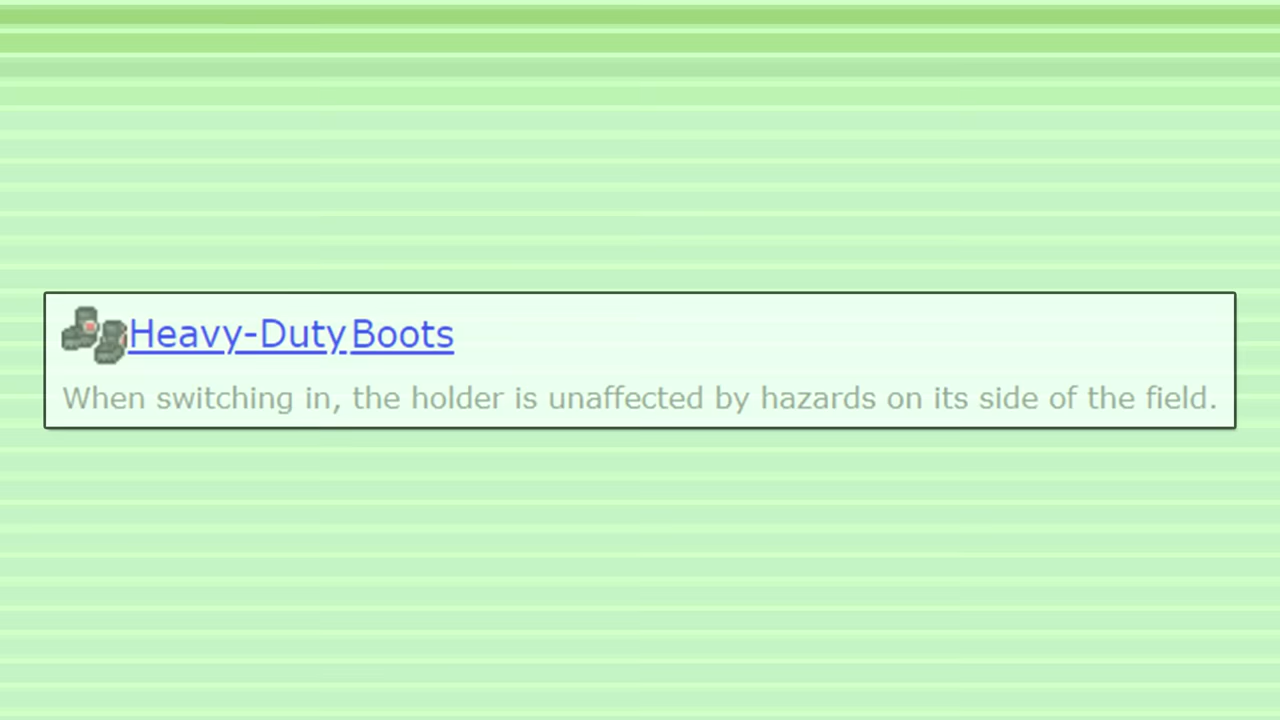 Heavy-Duty Boots
When switching in, the holder is unaffected by hazards on its side of the field.